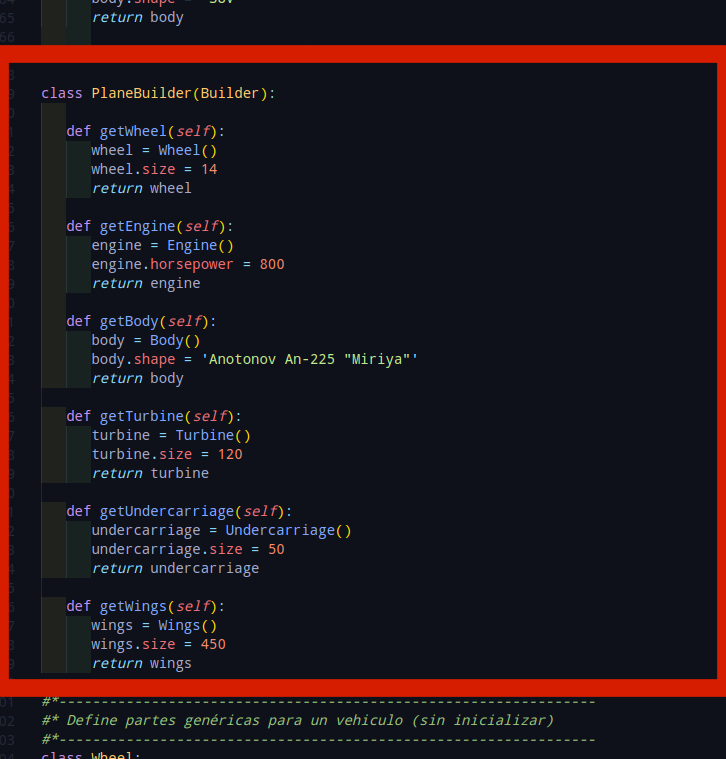 return body
class PlaneBuilder(Builder):
def getWheel(self):
wheel = Wheel()
wheel.size = 14
return wheel
def getEngine(self):
engine = Engine()
engine.horsepower = 800
return engine
def getBody(self):
body = Body()
body.shape = 'Anotonov An-225 "Miriya"'
return body
def getTurbine(self):
turbine = Turbine()
turbine.size = 120
return turbine
def getUndercarriage(self):
undercarriage = Undercarriage()
undercarriage.size = 50
return undercarriage
def getWings(self):
wings = Wings()
wings.size = 450
return wings
#*----------------------------------------------------------------
#* Define partes genéricas para un vehiculo (sin inicializar)
#*----------------------------------------------------------------
class Wheel: